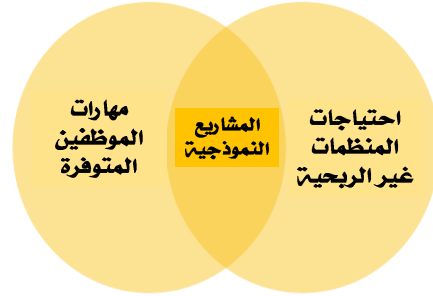 احتياجات
المنظمات
غير الربحية
المشاريع
النموذجية
مهارات
الموظفين
المتوفرة